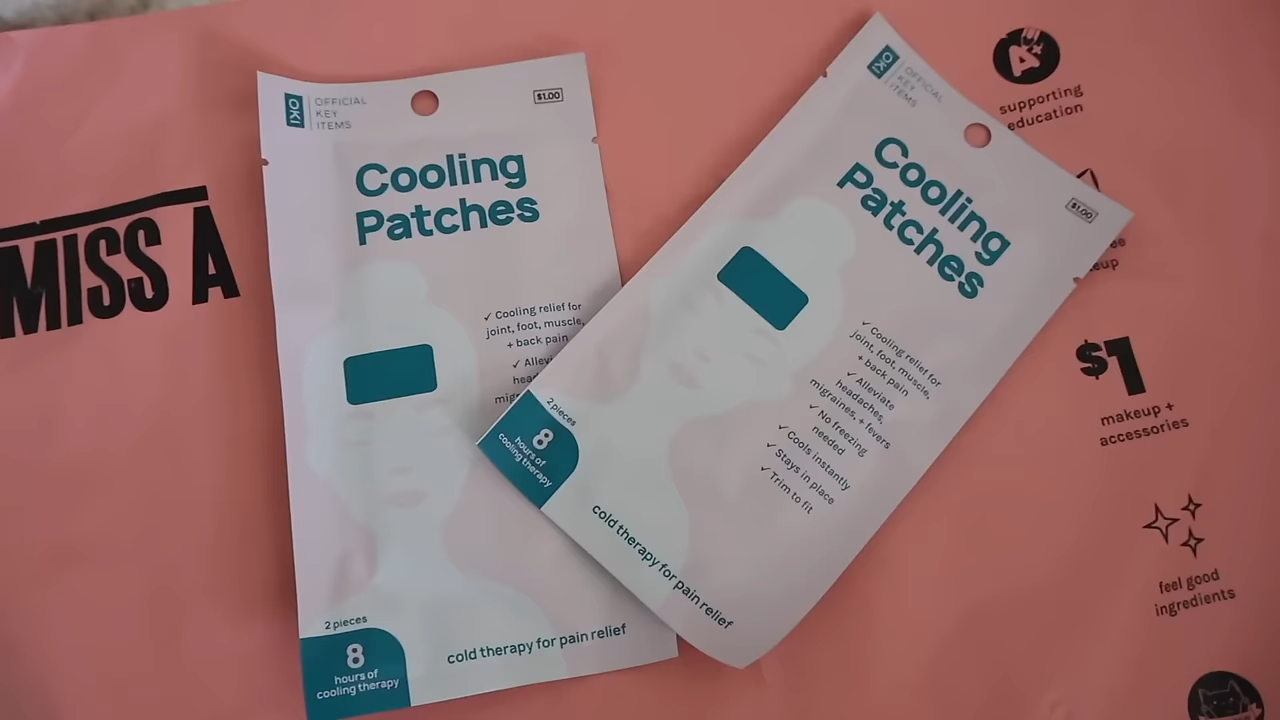 MISS A
OKI
OFFICIAL
KEY
ITEMS
$1.00
Cooling
Patches
✓ Cooling relief for
joint, foot, muscle,
+ back pain
✓
2 pieces
8
hours of
cooling therapy
cold therapy for pain relief
OKI
OFFICIAL
KEY
ITEMS
$1.00
Cooling
Patches
✓ Cooling relief for
joint, foot, muscle,
+ back pain
✓ Alleviate
headaches,
migraines, + fevers
✓ No freezing
needed
✓ Cools instantly
✓ Stays in place
✓ Trim to fit
2 pieces
8
hours of
cooling therapy
cold therapy for pain relief
A+
supporting
education
$1
makeup +
accessories
feel good
ingredients